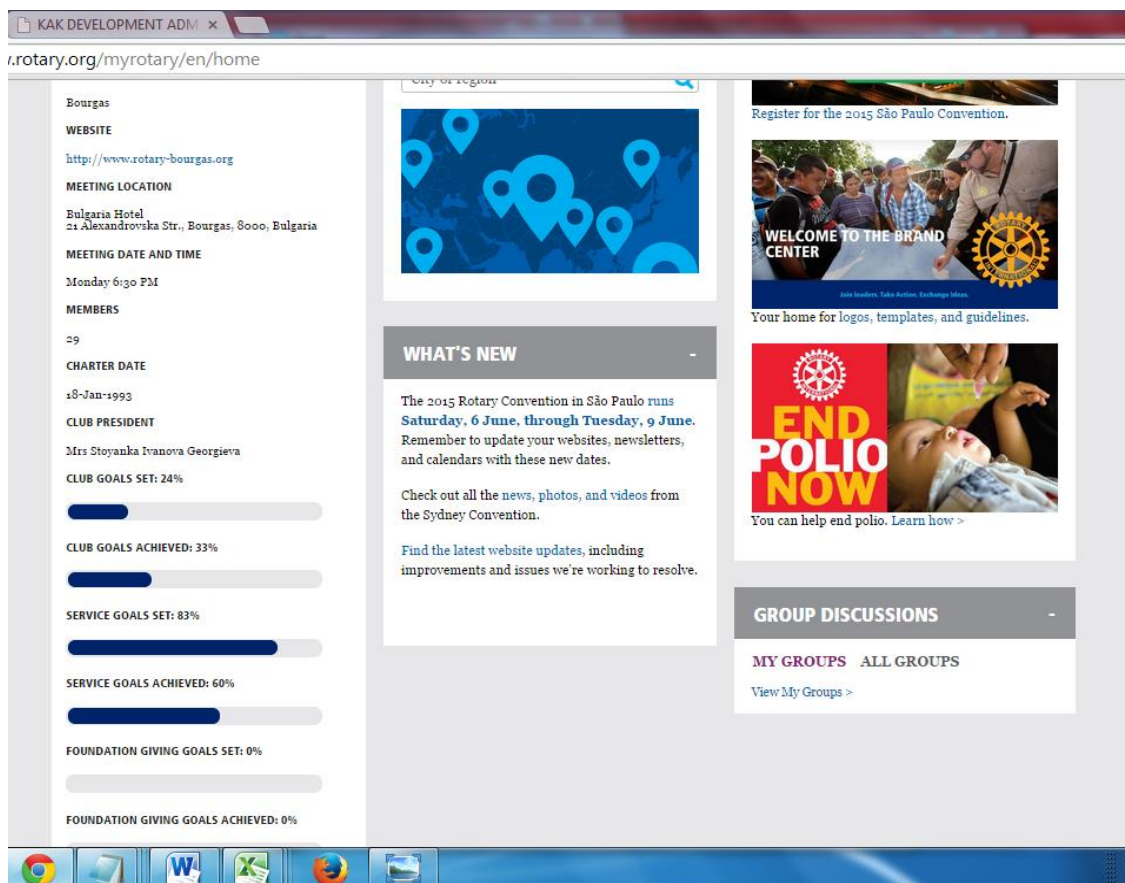 KAK DEVELOPMENT ADM
.rotary.org/myrotary/en/home
Bourgas
WEBSITE
http://www.rotary-bourgas.org
MEETING LOCATION
Bulgaria Hotel
21 Alexandrovska Str., Bourgas, 8000, Bulgaria
MEETING DATE AND TIME
Monday 6:30 PM
MEMBERS
29
CHARTER DATE
18-Jan-1993
CLUB PRESIDENT
Mrs Stoyanka Ivanova Georgieva
CLUB GOALS SET: 24%
CLUB GOALS ACHIEVED: 33%
SERVICE GOALS SET: 83%
SERVICE GOALS ACHIEVED: 60%
FOUNDATION GIVING GOALS SET: 0%
FOUNDATION GIVING GOALS ACHIEVED: 0%
City or region
WHAT'S NEW -
The 2015 Rotary Convention in São Paulo runs
Saturday, 6 June, through Tuesday, 9 June.
Remember to update your websites, newsletters,
and calendars with these new dates.
Check out all the news, photos, and videos from
the Sydney Convention.
Find the latest website updates, including
improvements and issues we're working to resolve.
Register for the 2015 São Paulo Convention.
WELCOME TO THE BRAND
CENTER
ROTARY
INTERNATIONAL
Join leaders. Take Action. Exchange Ideas.
Your home for logos, templates, and guidelines.
END
POLIO
NOW
You can help end polio. Learn how >
GROUP DISCUSSIONS -
MY GROUPS ALL GROUPS
View My Groups >